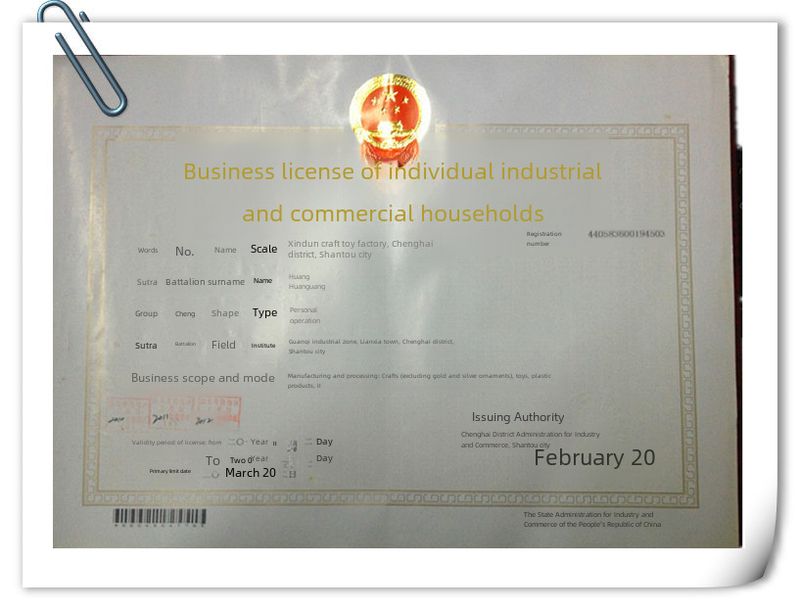 Business license of individual industrial
and commercial households
Registration
number
440583600194503
Words No. Name Scale
Xindun craft toy factory, Chenghai
district, Shantou city
Sutra Battalion surname Name
Huang
Huanguang
Group Cheng Shape Type
Personal
operation
Sutra Battalion Field Institute
Guanqi industrial zone, Lianxia town, Chenghai district,
Shantou city
Business scope and mode
Manufacturing and processing: Crafts (excluding gold and silver ornaments), toys, plastic
products, it
Issuing Authority
Chenghai District Administration for Industry
and Commerce, Shantou city
February 20
Validity period of license: from Year Day
To Two 0 Year Day
Primary limit date March 20
The State Administration for Industry and
Commerce of the People's Republic of China